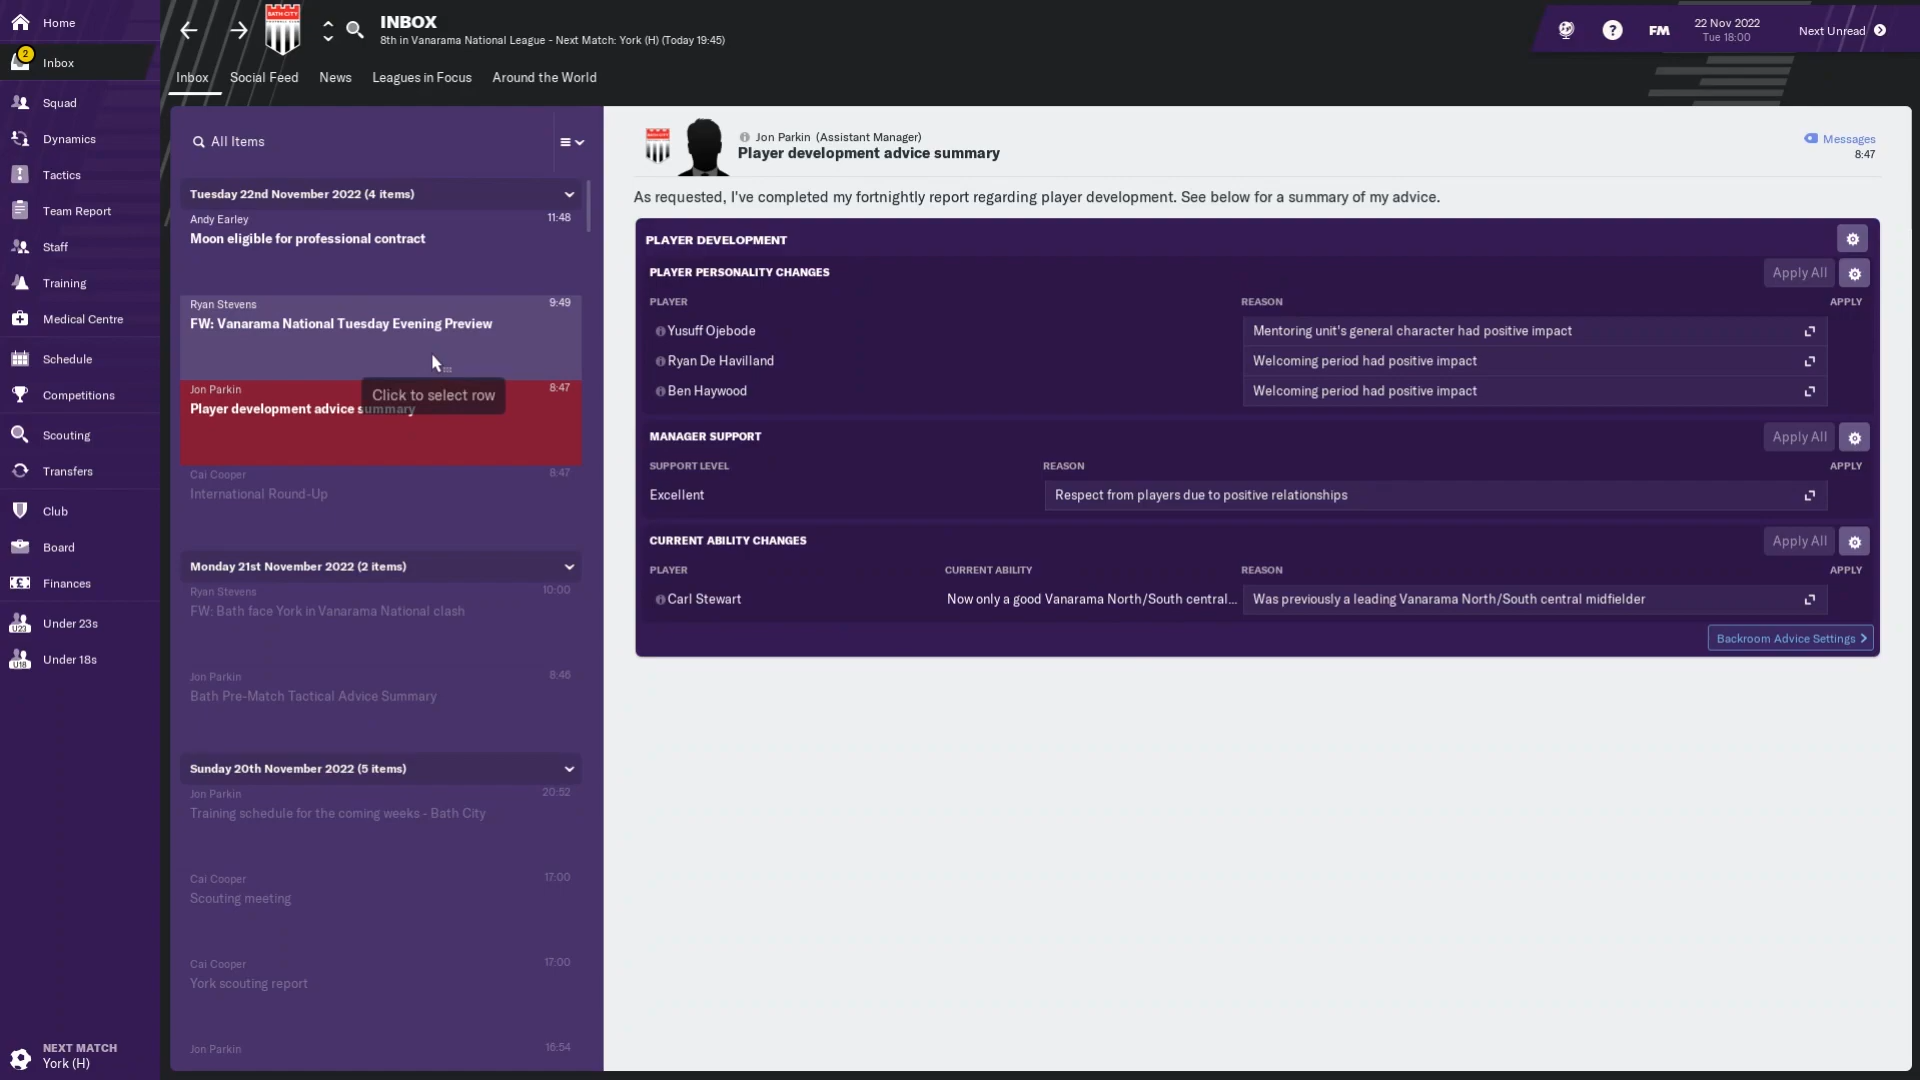 Home
2
Inbox
Squad
Dynamics
Tactics
Team Report
Staff
Training
Medical Centre
Schedule
Competitions
Scouting
Transfers
Club
Board
Finances
U23
Under 23s
U18
Under 18s
NEXT MATCH
York (H)
BATH CITY
INBOX
8th in Vanarama National League - Next Match: York (H) (Today 19:45)
?
FM
22 Nov 2022
Tue 18:00
Next Unread
Inbox
Social Feed
News
Leagues in Focus
Around the World
All Items
Tuesday 22nd November 2022 (4 items)
Andy Earley 11:48
Moon eligible for professional contract
Ryan Stevens 9:49
FW: Vanarama National Tuesday Evening Preview
Jon Parkin 8:47
Player development advice summary
Click to select row
Cai Cooper 8:47
International Round-Up
Monday 21st November 2022 (2 items)
Ryan Stevens 10:00
FW: Bath face York in Vanarama National clash
Jon Parkin 8:46
Bath Pre-Match Tactical Advice Summary
Sunday 20th November 2022 (5 items)
Jon Parkin 20:52
Training schedule for the coming weeks - Bath City
Cai Cooper 17:00
Scouting meeting
Cai Cooper 17:00
York scouting report
Jon Parkin 16:54
Jon Parkin (Assistant Manager)
Player development advice summary
Messages
8:47
As requested, I've completed my fortnightly report regarding player development. See below for a summary of my advice.
PLAYER DEVELOPMENT
PLAYER PERSONALITY CHANGES Apply All
PLAYER REASON APPLY
Yusuff Ojebode Mentoring unit's general character had positive impact
Ryan De Havilland Welcoming period had positive impact
Ben Haywood Welcoming period had positive impact
MANAGER SUPPORT Apply All
SUPPORT LEVEL REASON APPLY
Excellent Respect from players due to positive relationships
CURRENT ABILITY CHANGES Apply All
PLAYER CURRENT ABILITY REASON APPLY
Carl Stewart Now only a good Vanarama North/South central... Was previously a leading Vanarama North/South central midfielder
Backroom Advice Settings